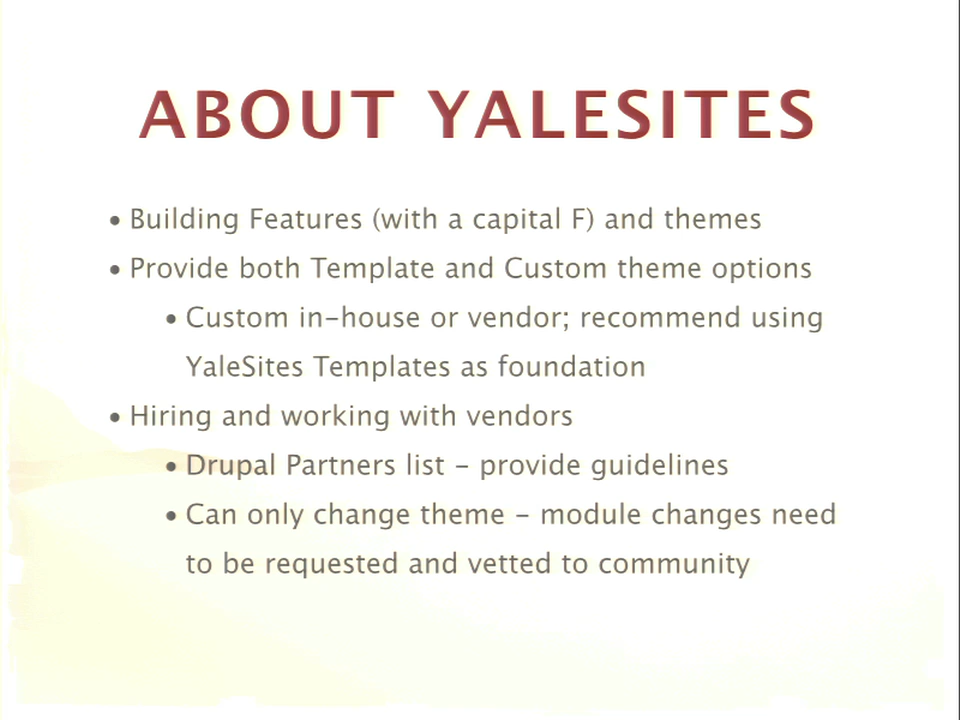 ABOUT YALESITES
• Building Features (with a capital F) and themes
• Provide both Template and Custom theme options
• Custom in-house or vendor; recommend using
YaleSites Templates as foundation
• Hiring and working with vendors
• Drupal Partners list - provide guidelines
• Can only change theme - module changes need
to be requested and vetted to community